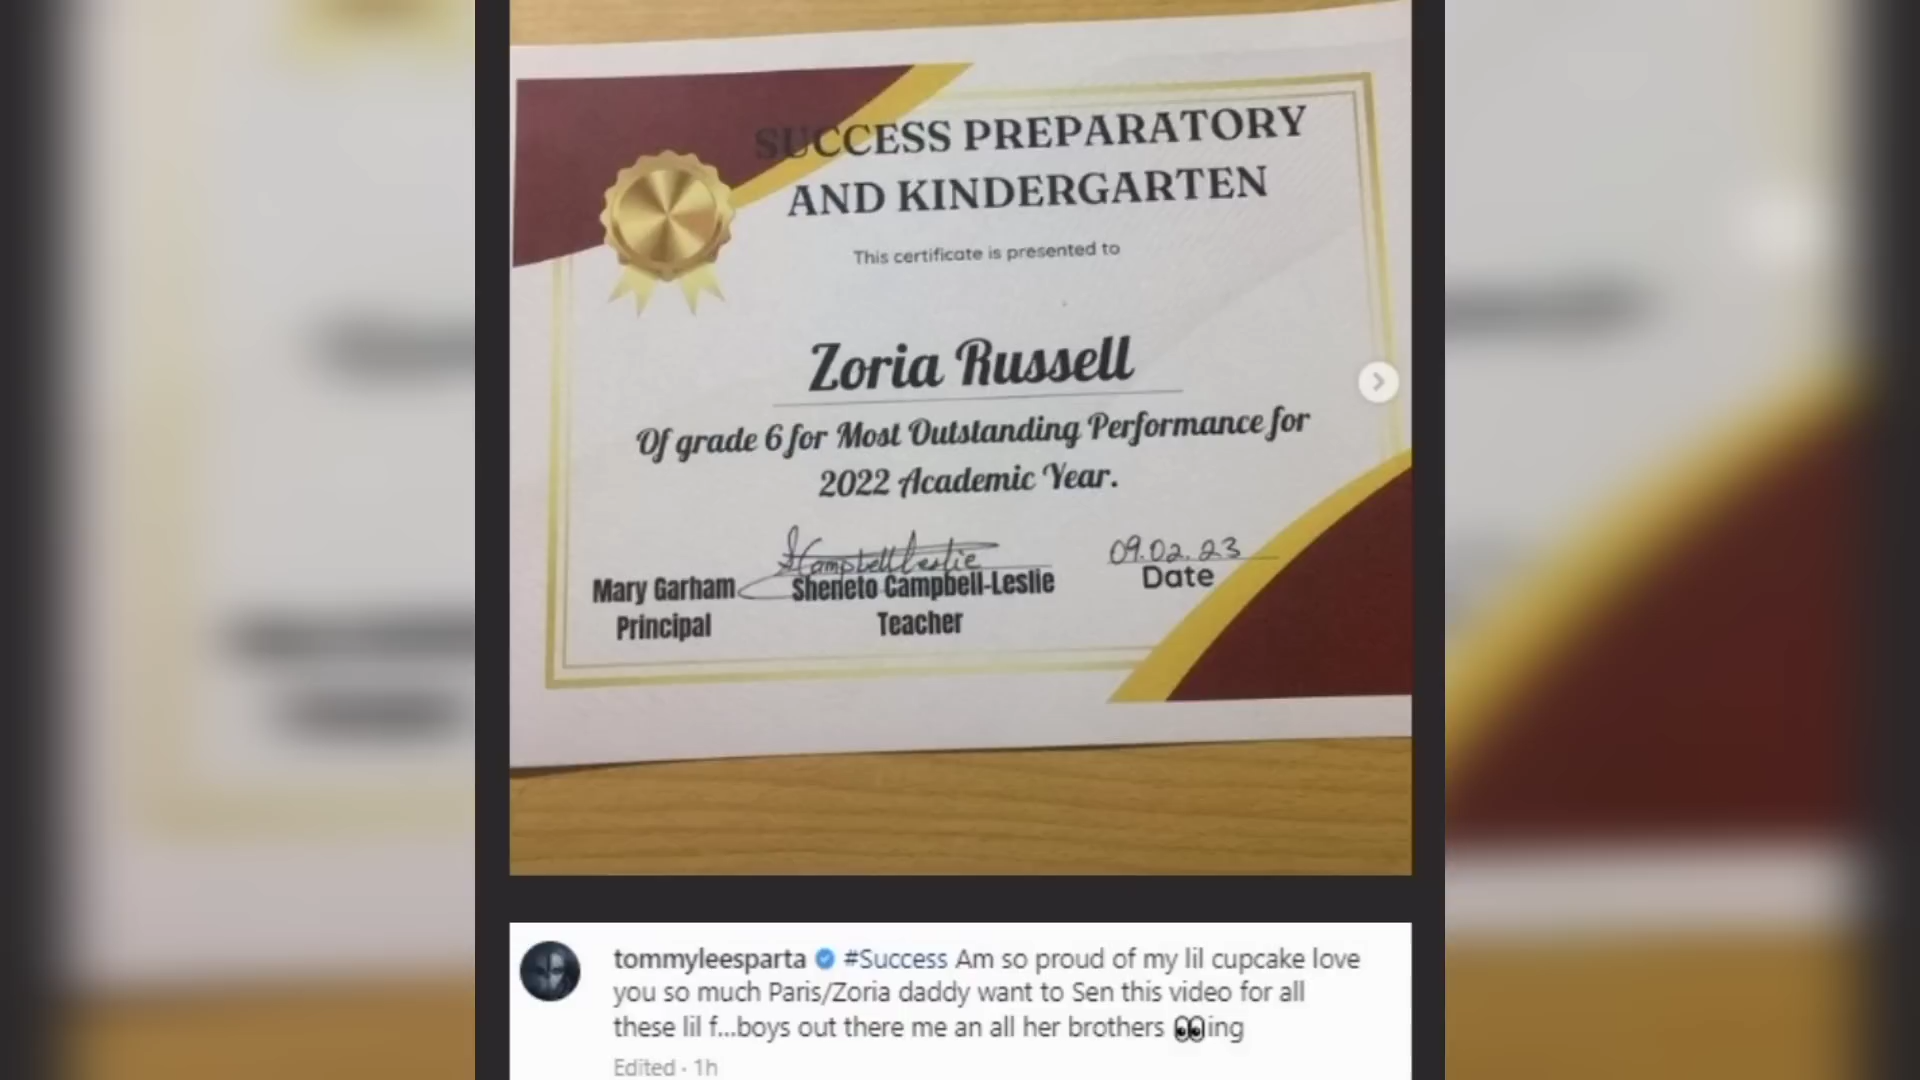 SUCCESS PREPARATORY
AND KINDERGARTEN
This certificate is presented to
Zoria Russell
Of grade 6 for Most Outstanding Performance for
2022 Academic Year.
SCampbellLeslie
09.02.23
Mary Garham
Sheneto Campbell-Leslie
Date
Principal
Teacher
tommyleesparta #Success Am so proud of my lil cupcake love
you so much Paris/Zoria daddy want to Sen this video for all
these lil f...boys out there me an all her brothers 👀ing
Edited · 1h